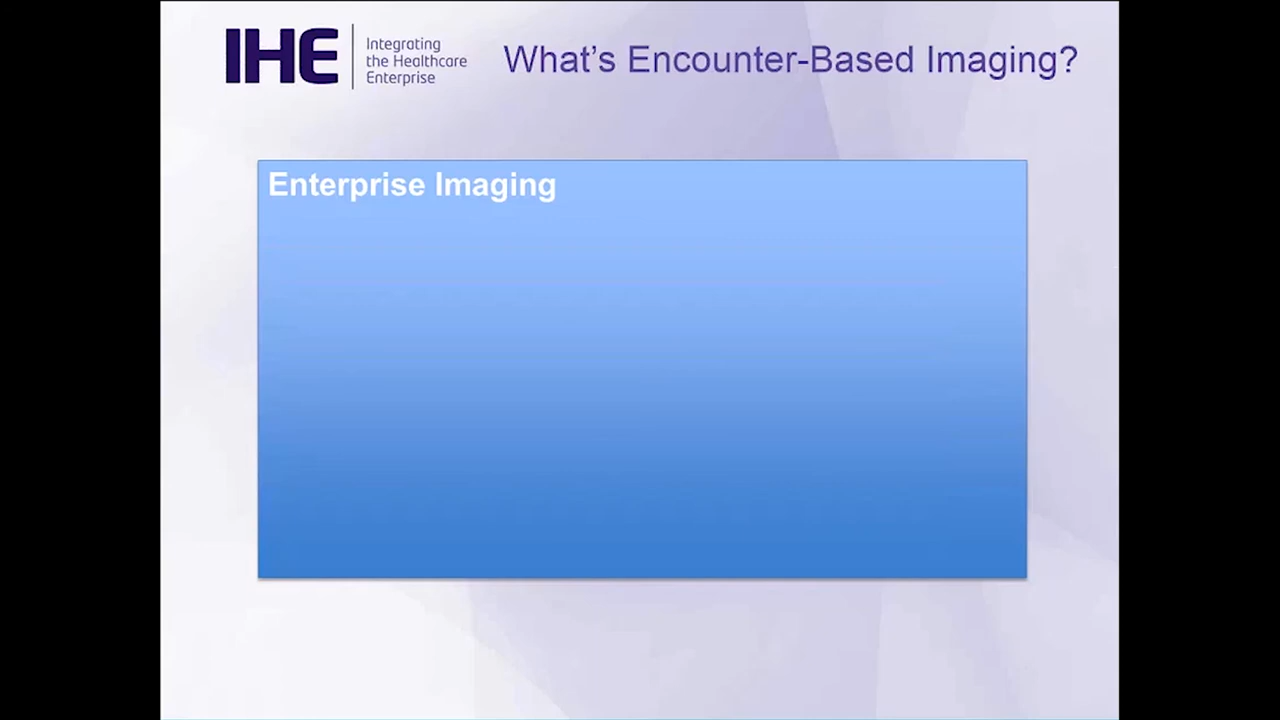 IHE
Integrating
the Healthcare
Enterprise
What's Encounter-Based Imaging?
Enterprise Imaging